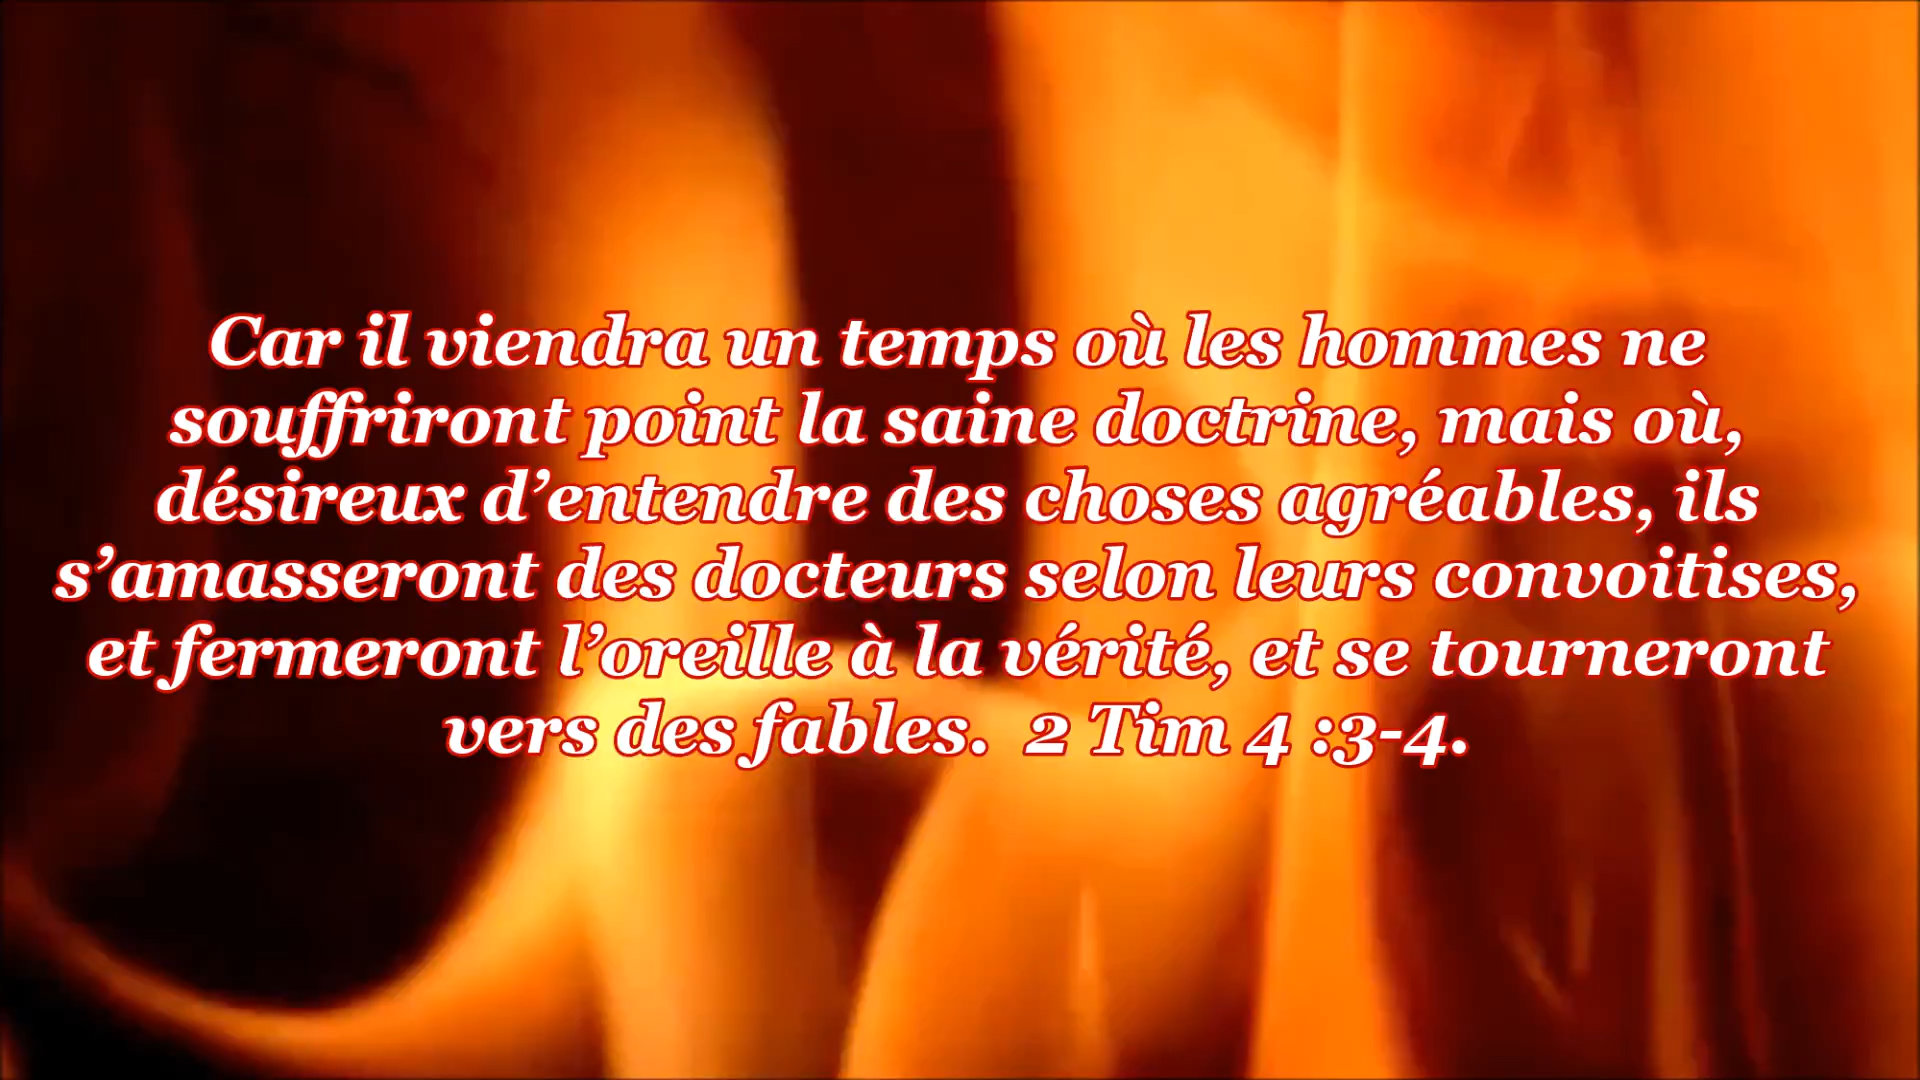 Car il viendra un temps où les hommes ne
souffriront point la saine doctrine, mais où,
désireux d’entendre des choses agréables, ils
s’amasseront des docteurs selon leurs convoitises,
et fermeront l’oreille à la vérité, et se tourneront
vers des fables.  2 Tim 4 :3-4.